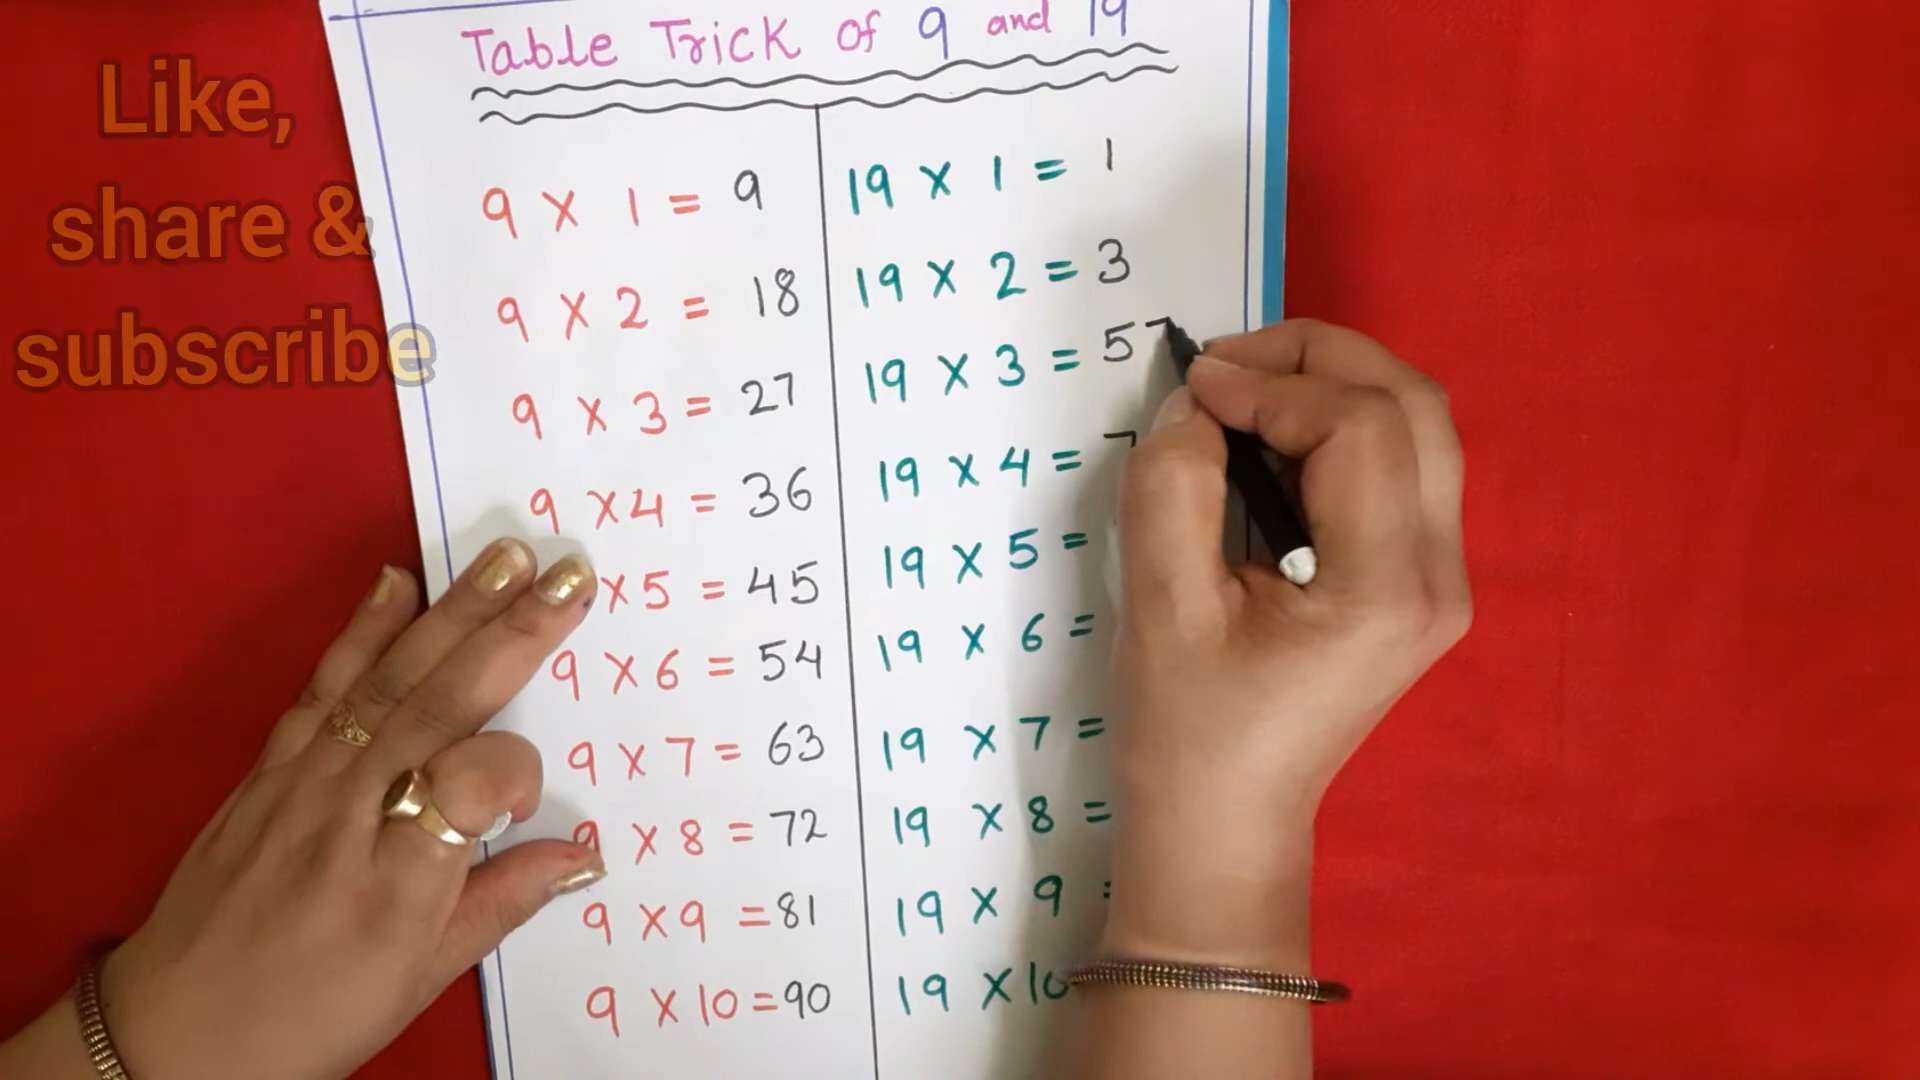 Like,
share &
subscribe
Table Trick of 9 and 19
9 x 1 = 9
9 x 2 = 18
9 x 3 = 27
9 x 4 = 36
x 5 = 45
9 x 6 = 54
9 x 7 = 63
9 x 8 = 72
9 x 9 = 81
9 x 10 = 90
19 x 1 = 1
19 x 2 = 3
19 x 3 = 57
19 x 4 = 7
19 x 5 =
19 x 6 =
19 x 7 =
19 x 8 =
19 x 9 =
19 x 10